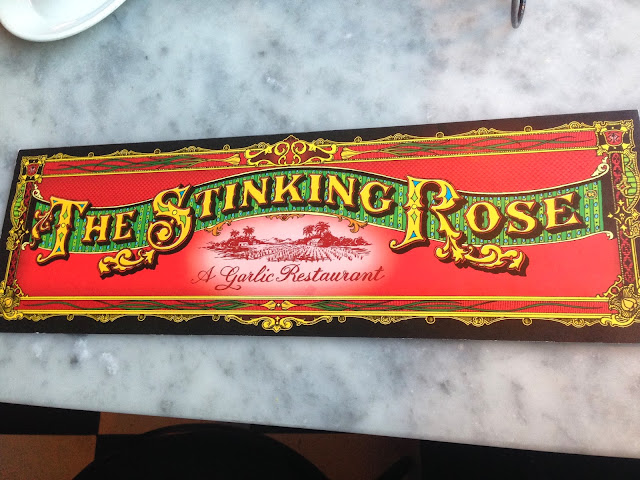 THE STINKING ROSE
A Garlic Restaurant